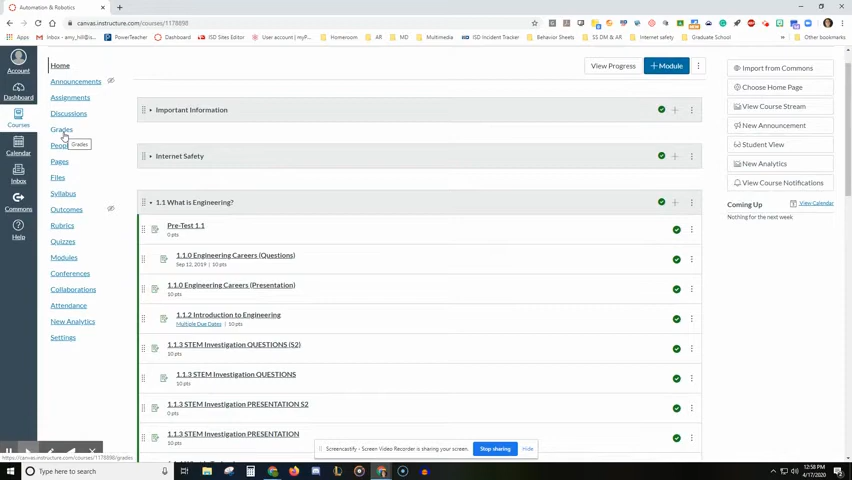 Automation & Robotics
canvas.instructure.com/courses/1178898
Apps
Inbox - amy_hill@...
PowerTeacher
Dashboard
ISD Sites Editor
User account | myP...
Homeroom
AR
MD
Multimedia
ISD Incident Reporti...
Behavior Sheets
SS DM & AR
Internet safety
Graduate School
Other bookmarks
Account
Dashboard
Courses
Calendar
Inbox
Commons
Help
Home
Announcements
Assignments
Discussions
Grades
Peop
Grades
Pages
Files
Syllabus
Outcomes
Rubrics
Quizzes
Modules
Conferences
Collaborations
Attendance
New Analytics
Settings
View Progress
+ Module
Important Information
Internet Safety
1.1 What is Engineering?
Pre-Test 1.1
0 pts
1.1.0 Engineering Careers (Questions)
Sep 12, 2019 | 10 pts
1.1.0 Engineering Careers (Presentation)
10 pts
1.1.2 Introduction to Engineering
Multiple Due Dates | 10 pts
1.1.3 STEM Investigation QUESTIONS (S2)
10 pts
1.1.3 STEM Investigation QUESTIONS
10 pts
1.1.3 STEM Investigation PRESENTATION S2
0 pts
1.1.3 STEM Investigation PRESENTATION
10 pts
Import from Commons
Choose Home Page
View Course Stream
New Announcement
Student View
New Analytics
View Course Notifications
Coming Up
View Calendar
Nothing for the next week
Screencastify - Screen Video Recorder is sharing your screen.
Stop sharing
Hide
https://canvas.instructure.com/courses/1178898/grades
Type here to search
12:58 PM
4/17/2020